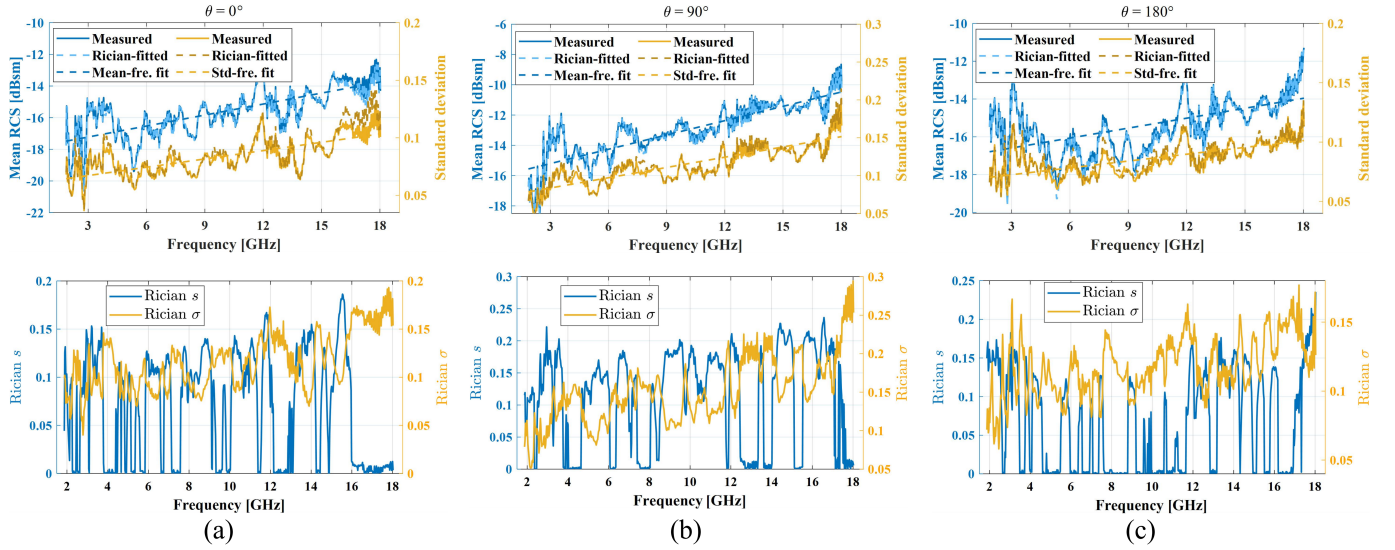 θ = 0°
-10
-12
-14
-16
-18
-20
-22
Mean RCS [dBsm]
Measured Measured
Rician-fitted Rician-fitted
Mean-fre. fit Std-fre. fit
0.2
0.15
0.1
0.05
Standard deviation
3 6 9 12 15 18
Frequency [GHz]
θ = 90°
-4
-6
-8
-10
-12
-14
-16
-18
Mean RCS [dBsm]
Measured Measured
Rician-fitted Rician-fitted
Mean-fre. fit Std-fre. fit
0.3
0.25
0.2
0.15
0.1
0.05
Standard deviation
3 6 9 12 15 18
Frequency [GHz]
θ = 180°
-10
-12
-14
-16
-18
-20
Mean RCS [dBsm]
Measured Measured
Rician-fitted Rician-fitted
Mean-fre. fit Std-fre. fit
0.2
0.15
0.1
0.05
Standard deviation
3 6 9 12 15 18
Frequency [GHz]
0.2
0.15
0.1
0.05
0
Rician s
Rician s
Rician σ
0.2
0.15
0.1
0.05
0
Rician σ
2 4 6 8 10 12 14 16 18
Frequency [GHz]
(a)
0.3
0.25
0.2
0.15
0.1
0.05
0
Rician s
Rician s
Rician σ
0.3
0.25
0.2
0.15
0.1
0.05
Rician σ
2 4 6 8 10 12 14 16 18
Frequency [GHz]
(b)
0.25
0.2
0.15
0.1
0.05
0
Rician s
Rician s
Rician σ
0.15
0.1
0.05
Rician σ
2 4 6 8 10 12 14 16 18
Frequency [GHz]
(c)